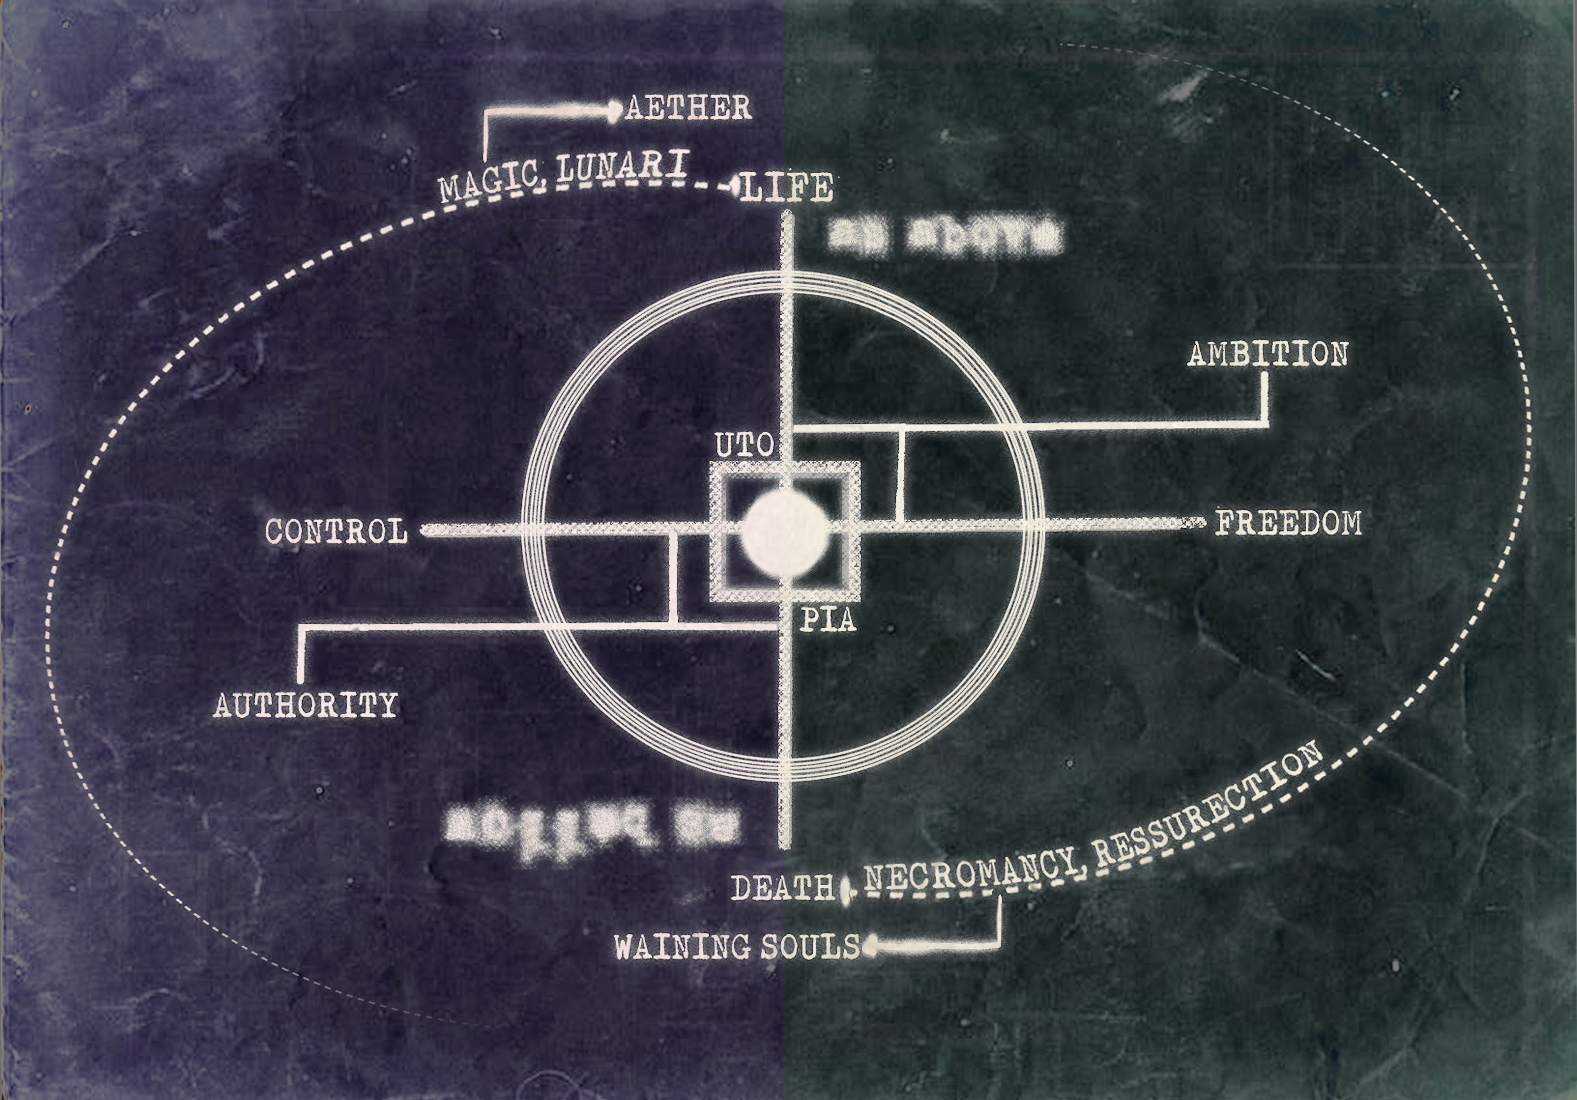 AETHER
MAGIC, LUNARI
LIFE
AMBITION
UTO
CONTROL
FREEDOM
PIA
AUTHORITY
NECROMANCY, RESSURECTION
DEATH
WAINING SOULS